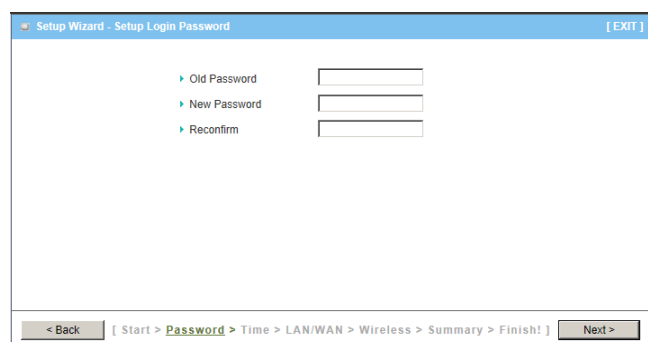 Setup Wizard - Setup Login Password [ EXIT ]
Old Password
New Password
Reconfirm
< Back [ Start > Password > Time > LAN/WAN > Wireless > Summary > Finish! ] Next >